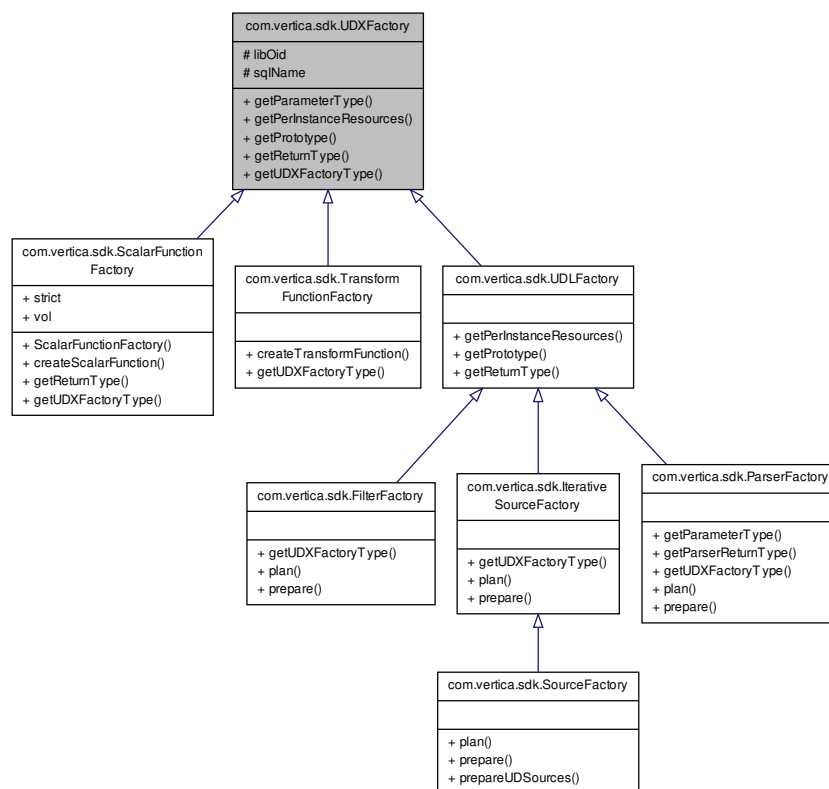 com.vertica.sdk.UDXFactory
# libOid
# sqlName
+ getParameterType()
+ getPerInstanceResources()
+ getPrototype()
+ getReturnType()
+ getUDXFactoryType()
com.vertica.sdk.ScalarFunction
Factory
+ strict
+ vol
+ ScalarFunctionFactory()
+ createScalarFunction()
+ getReturnType()
+ getUDXFactoryType()
com.vertica.sdk.Transform
FunctionFactory
+ createTransformFunction()
+ getUDXFactoryType()
com.vertica.sdk.UDLFactory
+ getPerInstanceResources()
+ getPrototype()
+ getReturnType()
com.vertica.sdk.FilterFactory
+ getUDXFactoryType()
+ plan()
+ prepare()
com.vertica.sdk.Iterative
SourceFactory
+ getUDXFactoryType()
+ plan()
+ prepare()
com.vertica.sdk.ParserFactory
+ getParameterType()
+ getParserReturnType()
+ getUDXFactoryType()
+ plan()
+ prepare()
com.vertica.sdk.SourceFactory
+ plan()
+ prepare()
+ prepareUDSources()